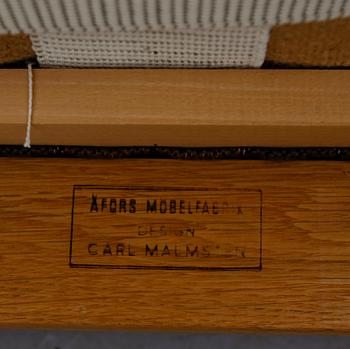 ÅFORS MÖBELFABRIK
DESIGN
CARL MALMSTEN